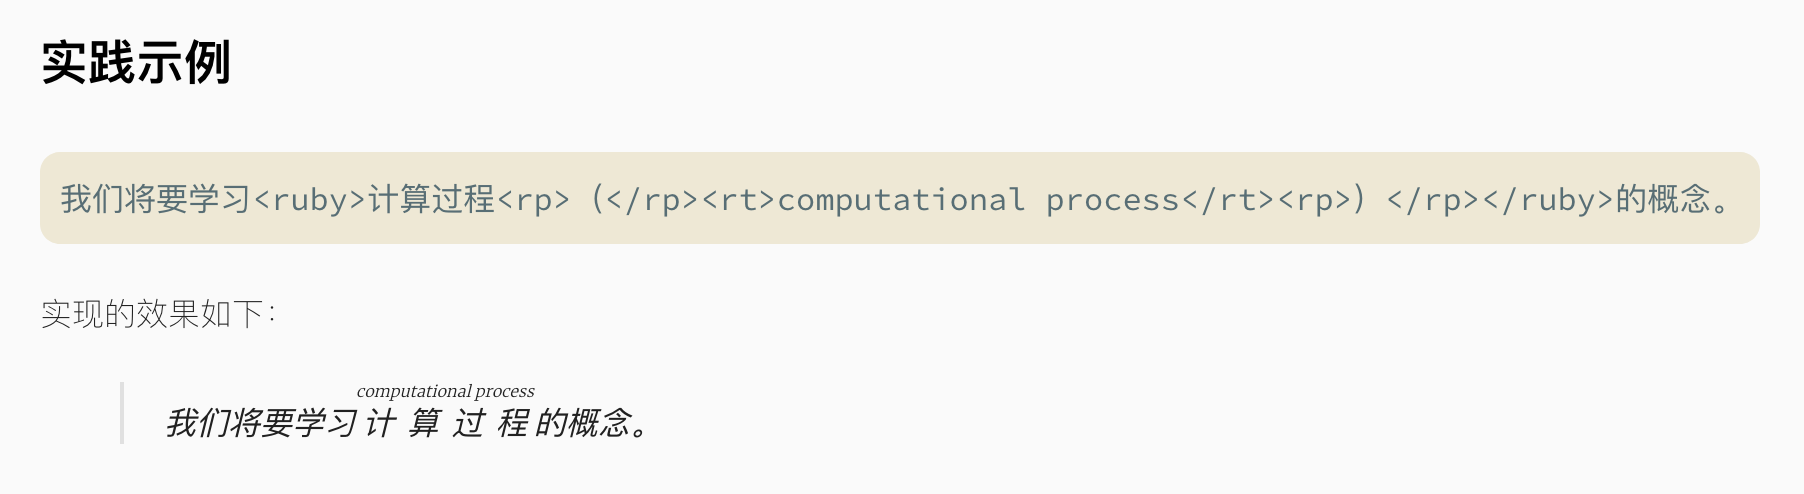 实践示例
我们将要学习<ruby>计算过程<rp>（</rp><rt>computational process</rt><rp>）</rp></ruby>的概念。
实现的效果如下：
computational process
我们将要学习计算过程的概念。